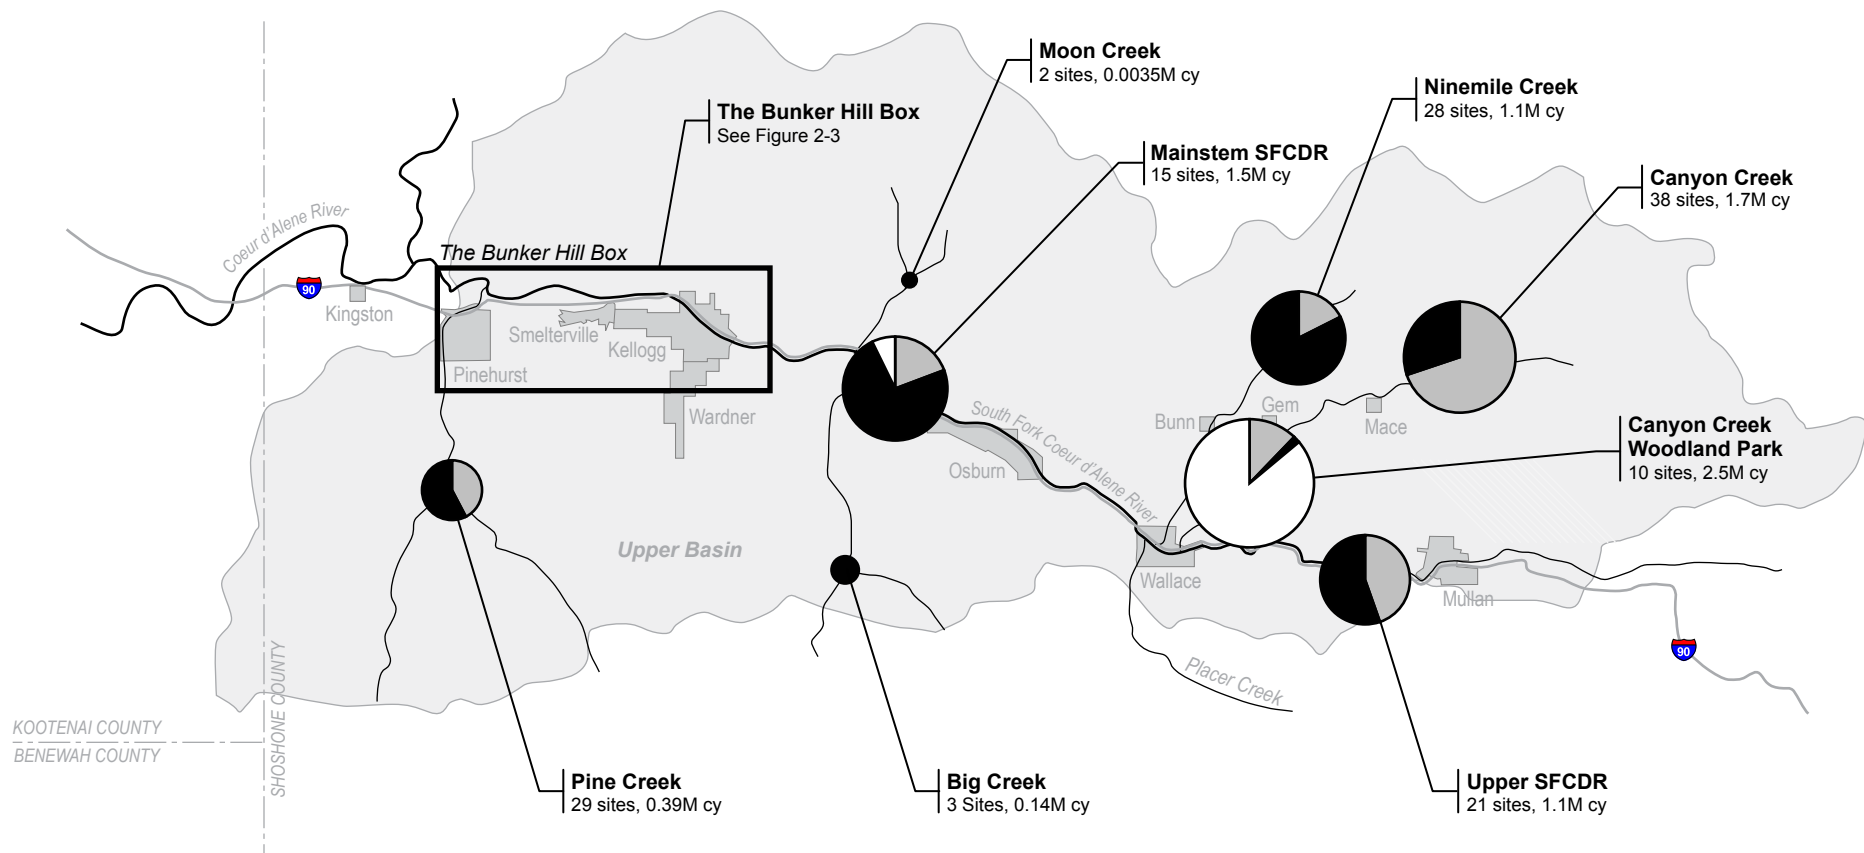 Moon Creek
2 sites, 0.0035M cy
Ninemile Creek
28 sites, 1.1M cy
The Bunker Hill Box
See Figure 2-3
Mainstem SFCDR
15 sites, 1.5M cy
Canyon Creek
38 sites, 1.7M cy
Coeur d'Alene River
The Bunker Hill Box
90
Kingston
Smelterville
Kellogg
Pinehurst
Wardner
South Fork Coeur d'Alene River
Osburn
Bunn
Gem
Mace
Canyon Creek
Woodland Park
10 sites, 2.5M cy
Upper Basin
Wallace
Mullan
90
Placer Creek
KOOTENAI COUNTY
BENEWAH COUNTY
SHOSHONE COUNTY
Pine Creek
29 sites, 0.39M cy
Big Creek
3 Sites, 0.14M cy
Upper SFCDR
21 sites, 1.1M cy